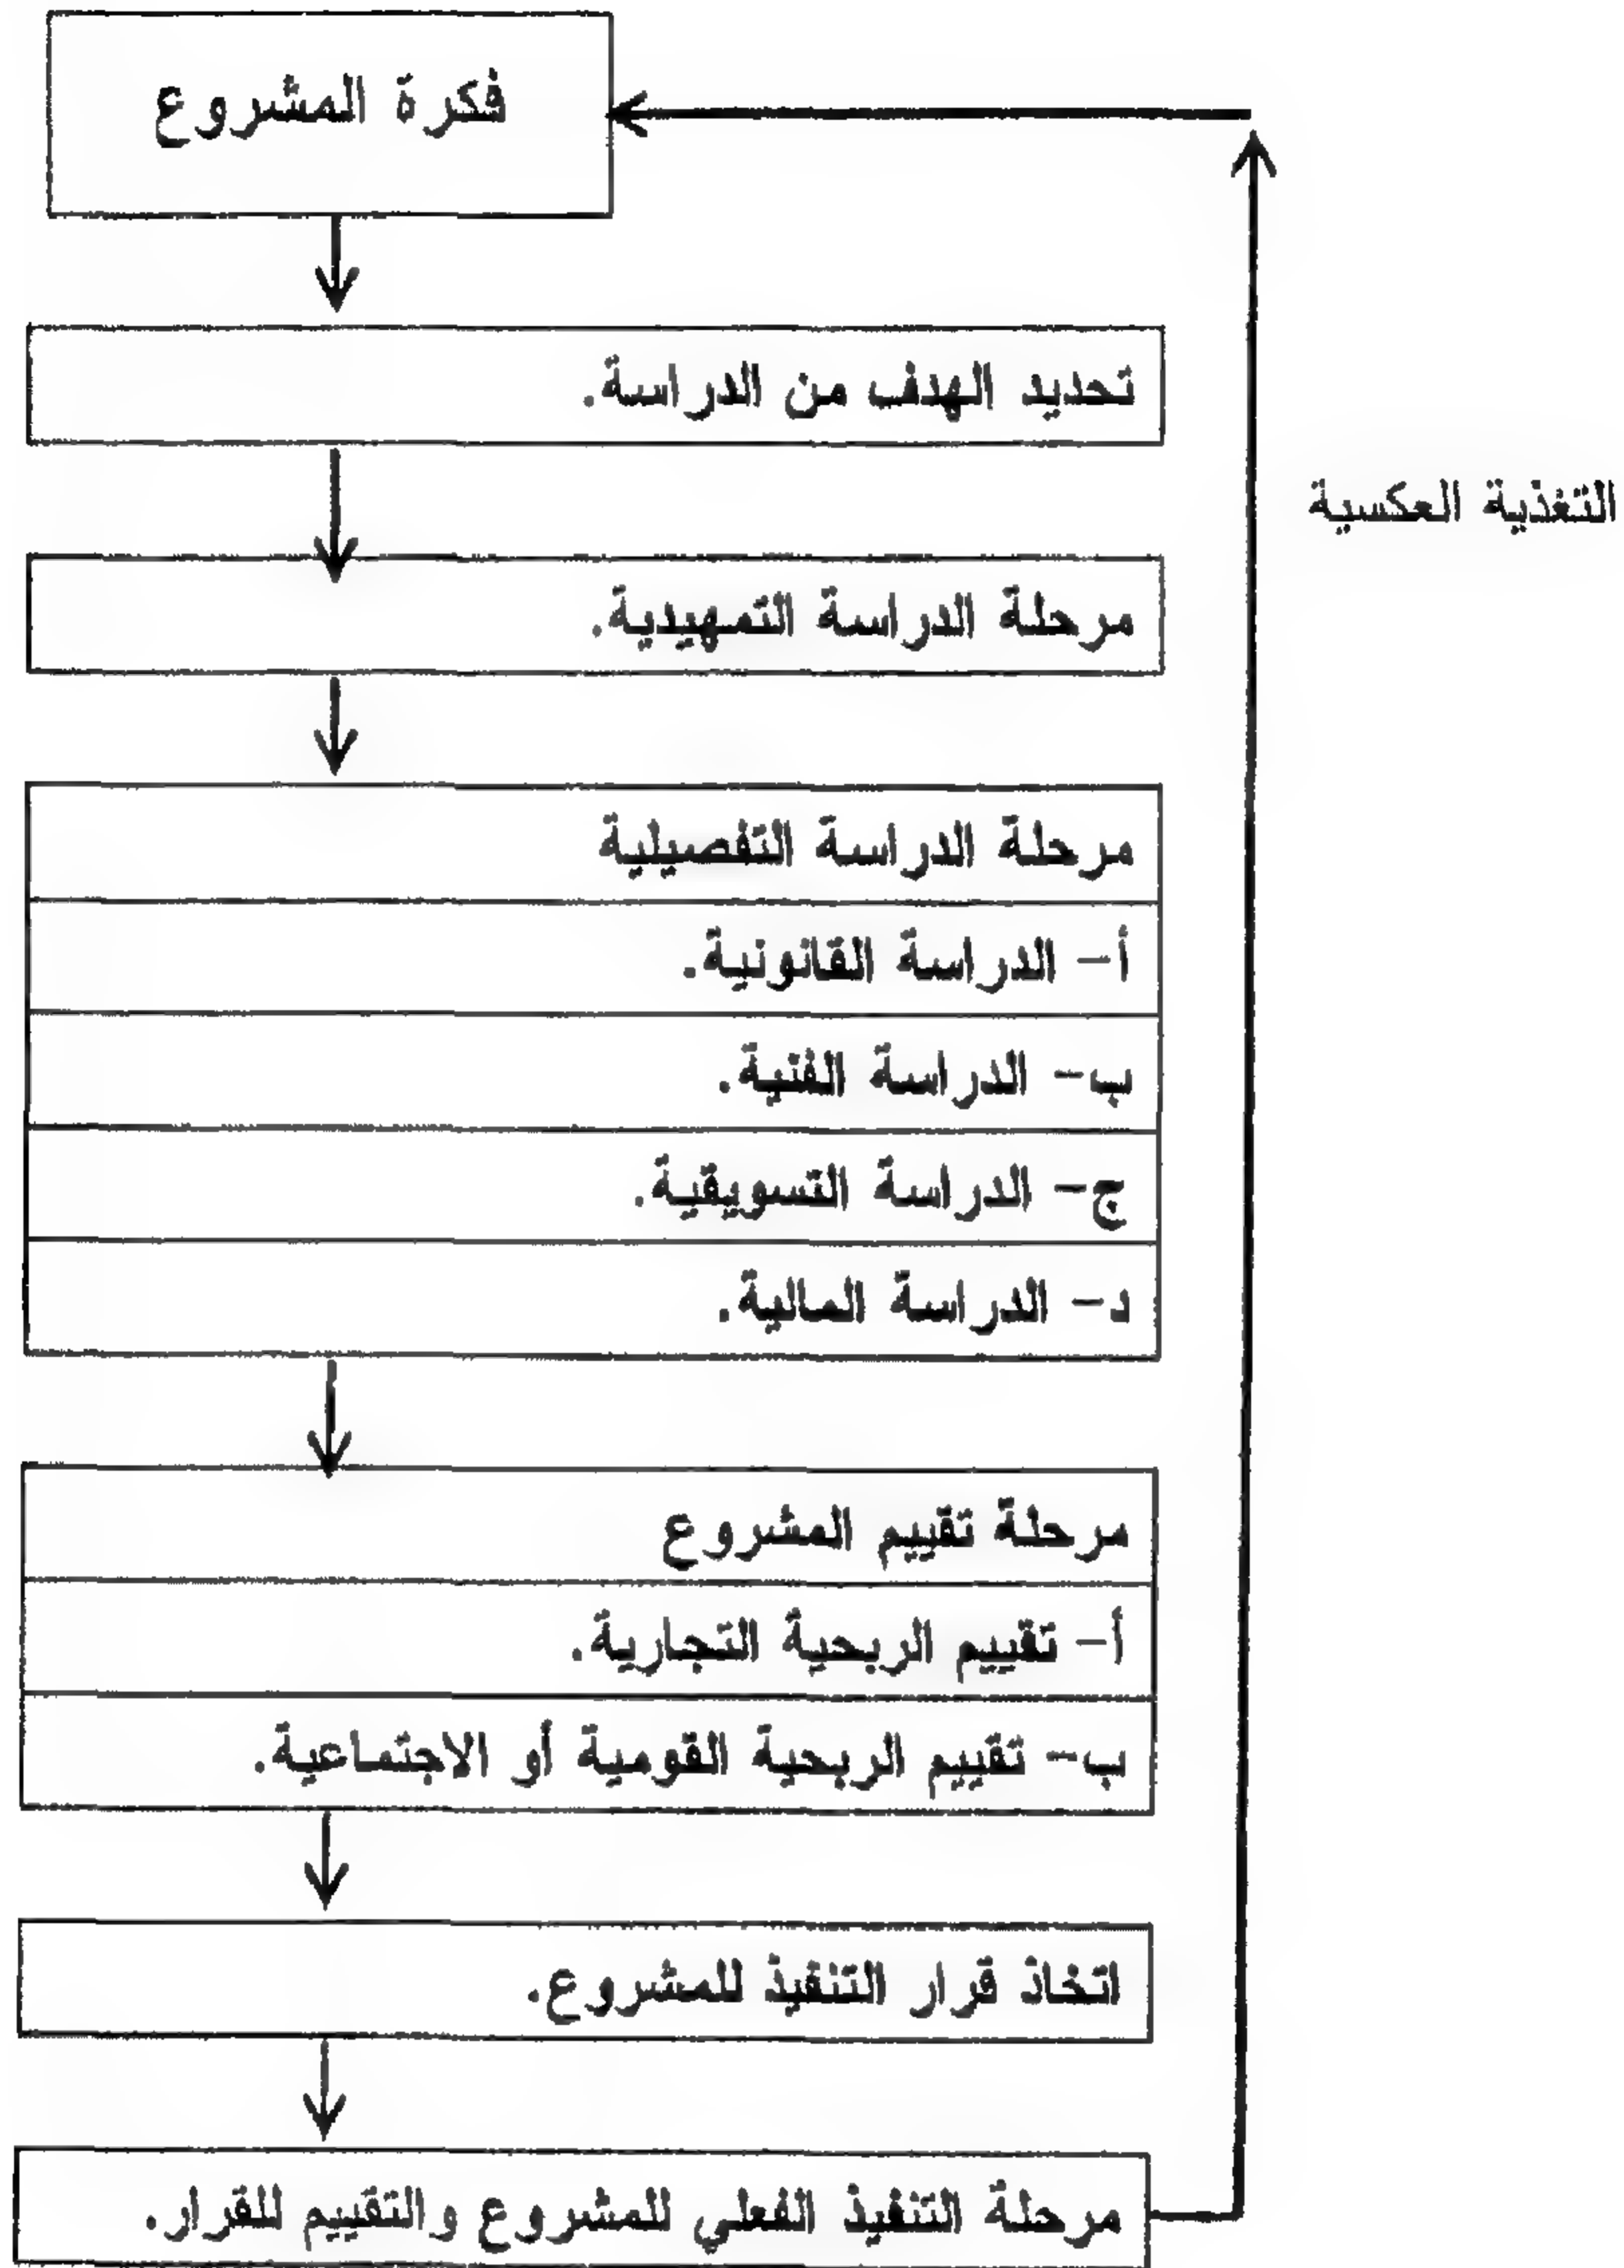 فكرة المشروع
تحديد الهدف من الدراسة.
التغذية العكسية
مرحلة الدراسة التمهيدية.
مرحلة الدراسة التفصيلية
أ- الدراسة القانونية.
ب- الدراسة الفنية.
ج- الدراسة التسويقية.
د- الدراسة المالية.
مرحلة تقييم المشروع
أ- تقييم الربحية التجارية.
ب- تقييم الربحية القومية أو الاجتماعية.
اتخاذ قرار التنفيذ للمشروع.
مرحلة التنفيذ الفعلي للمشروع والتقييم للقرار.